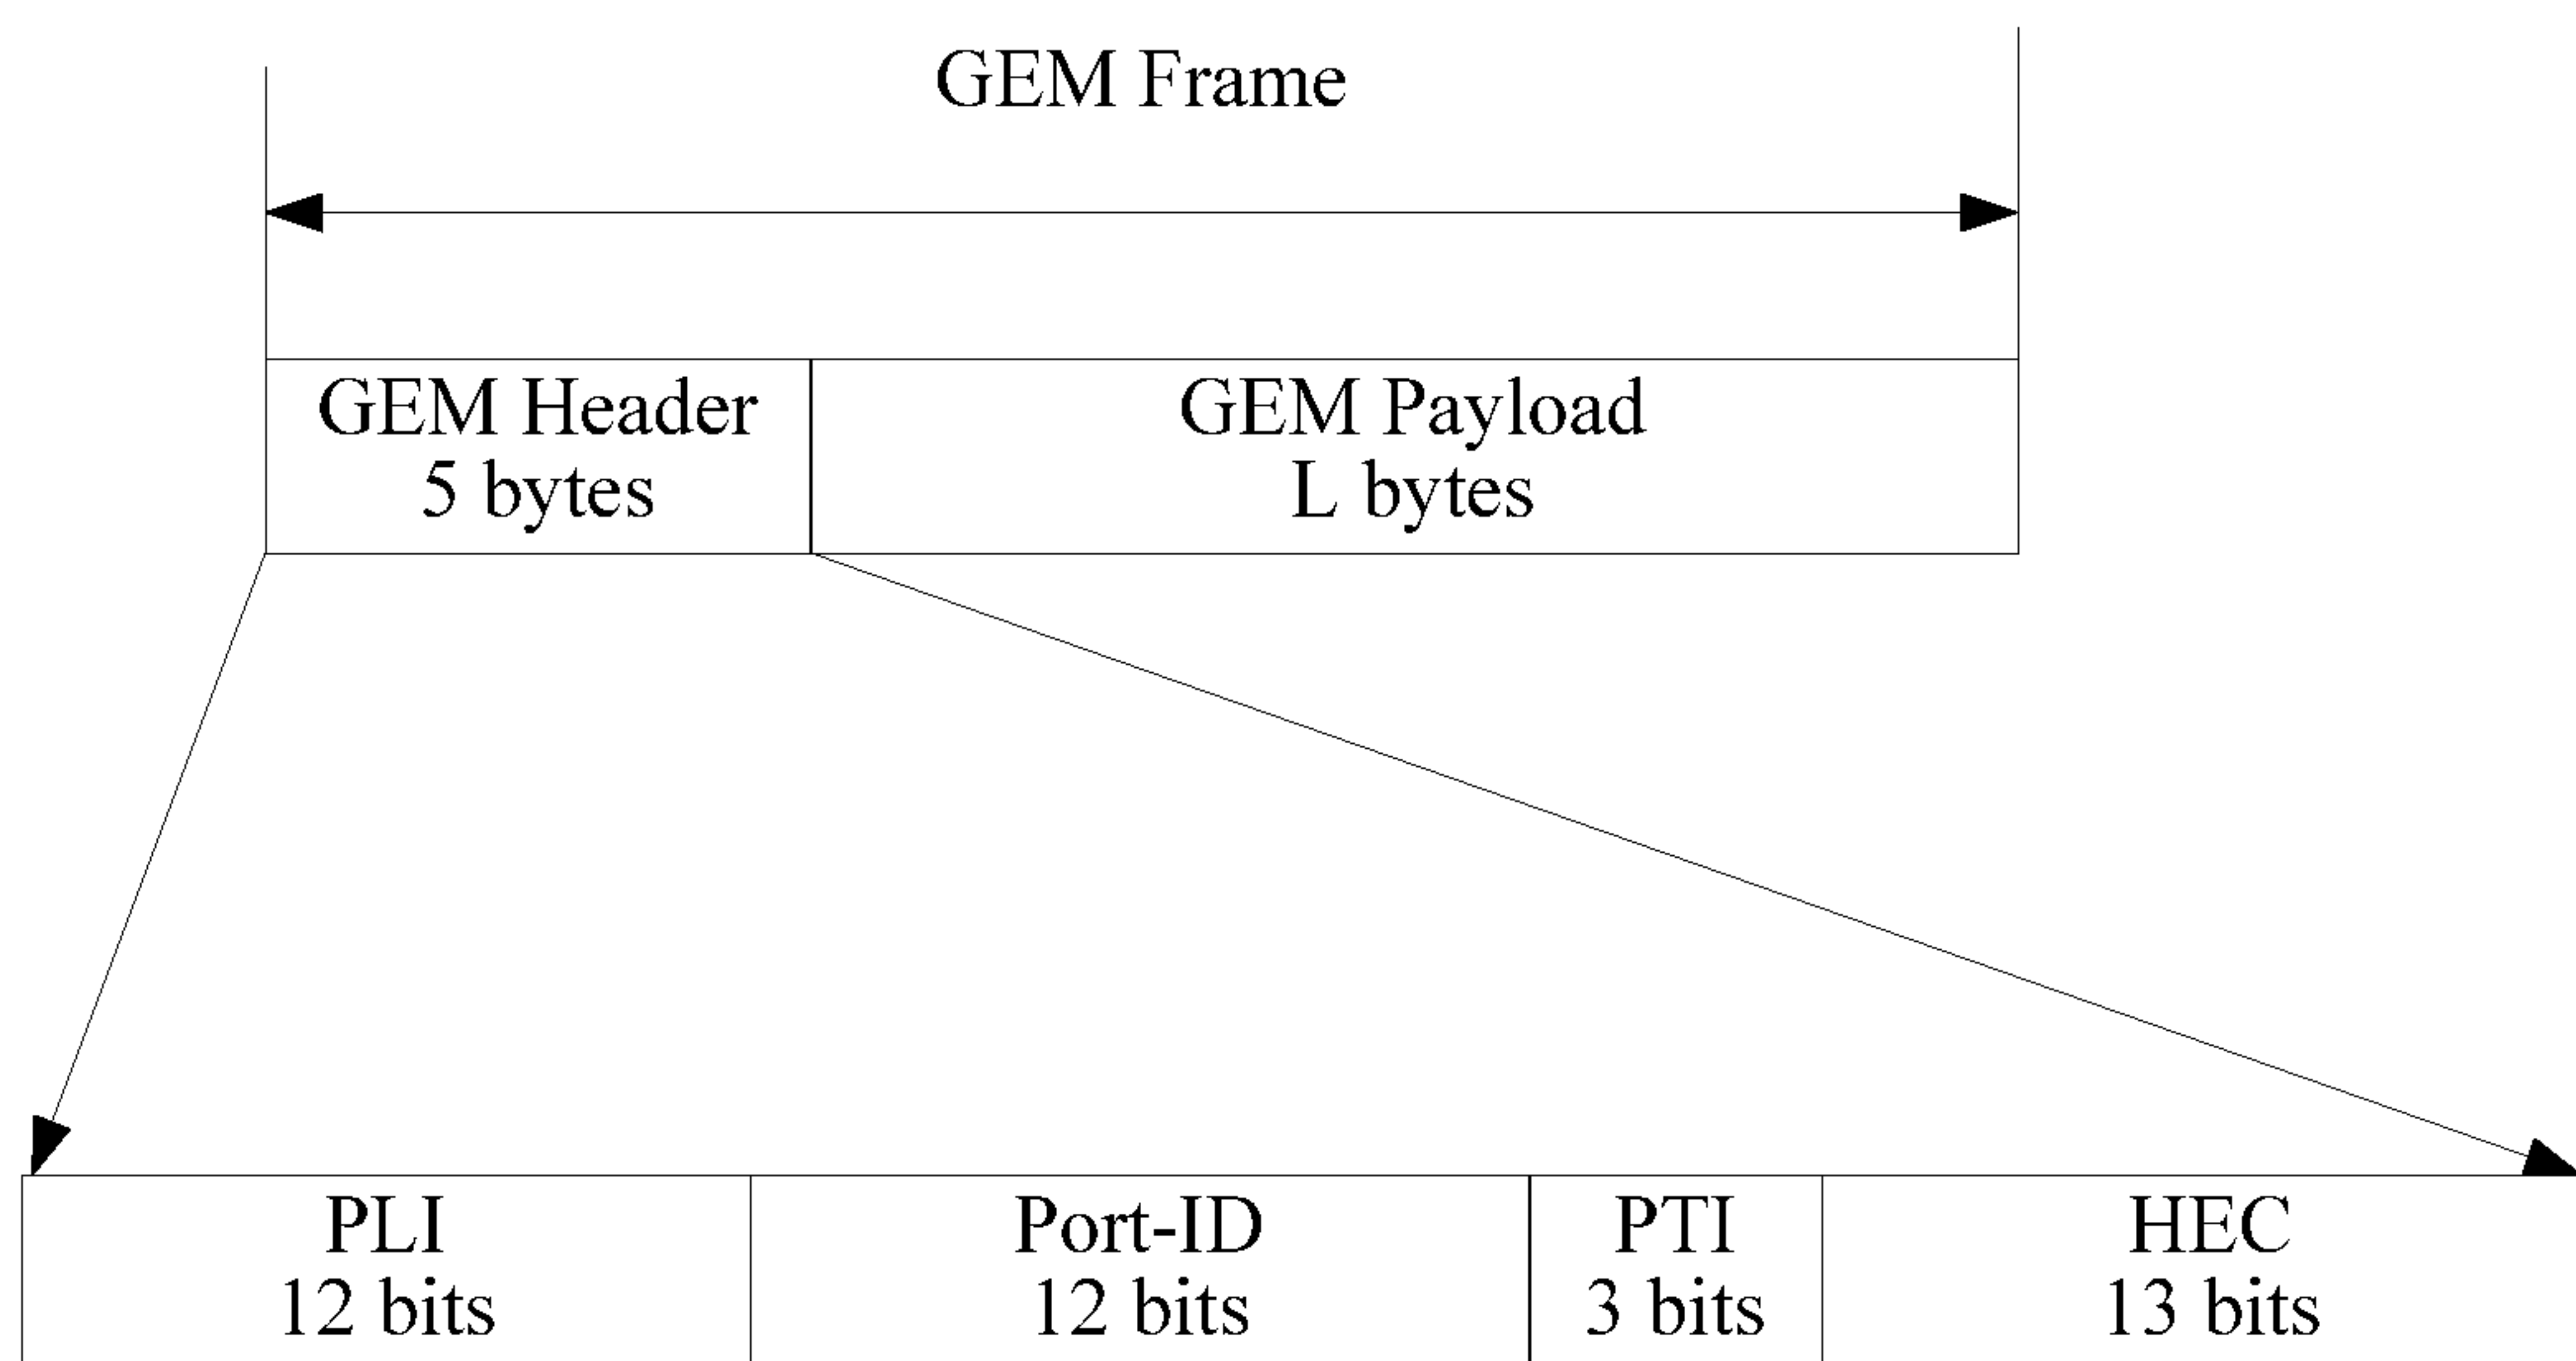 GEM Frame
GEM Header
5 bytes
GEM Payload
L bytes
PLI
12 bits
Port-ID
12 bits
PTI
3 bits
HEC
13 bits